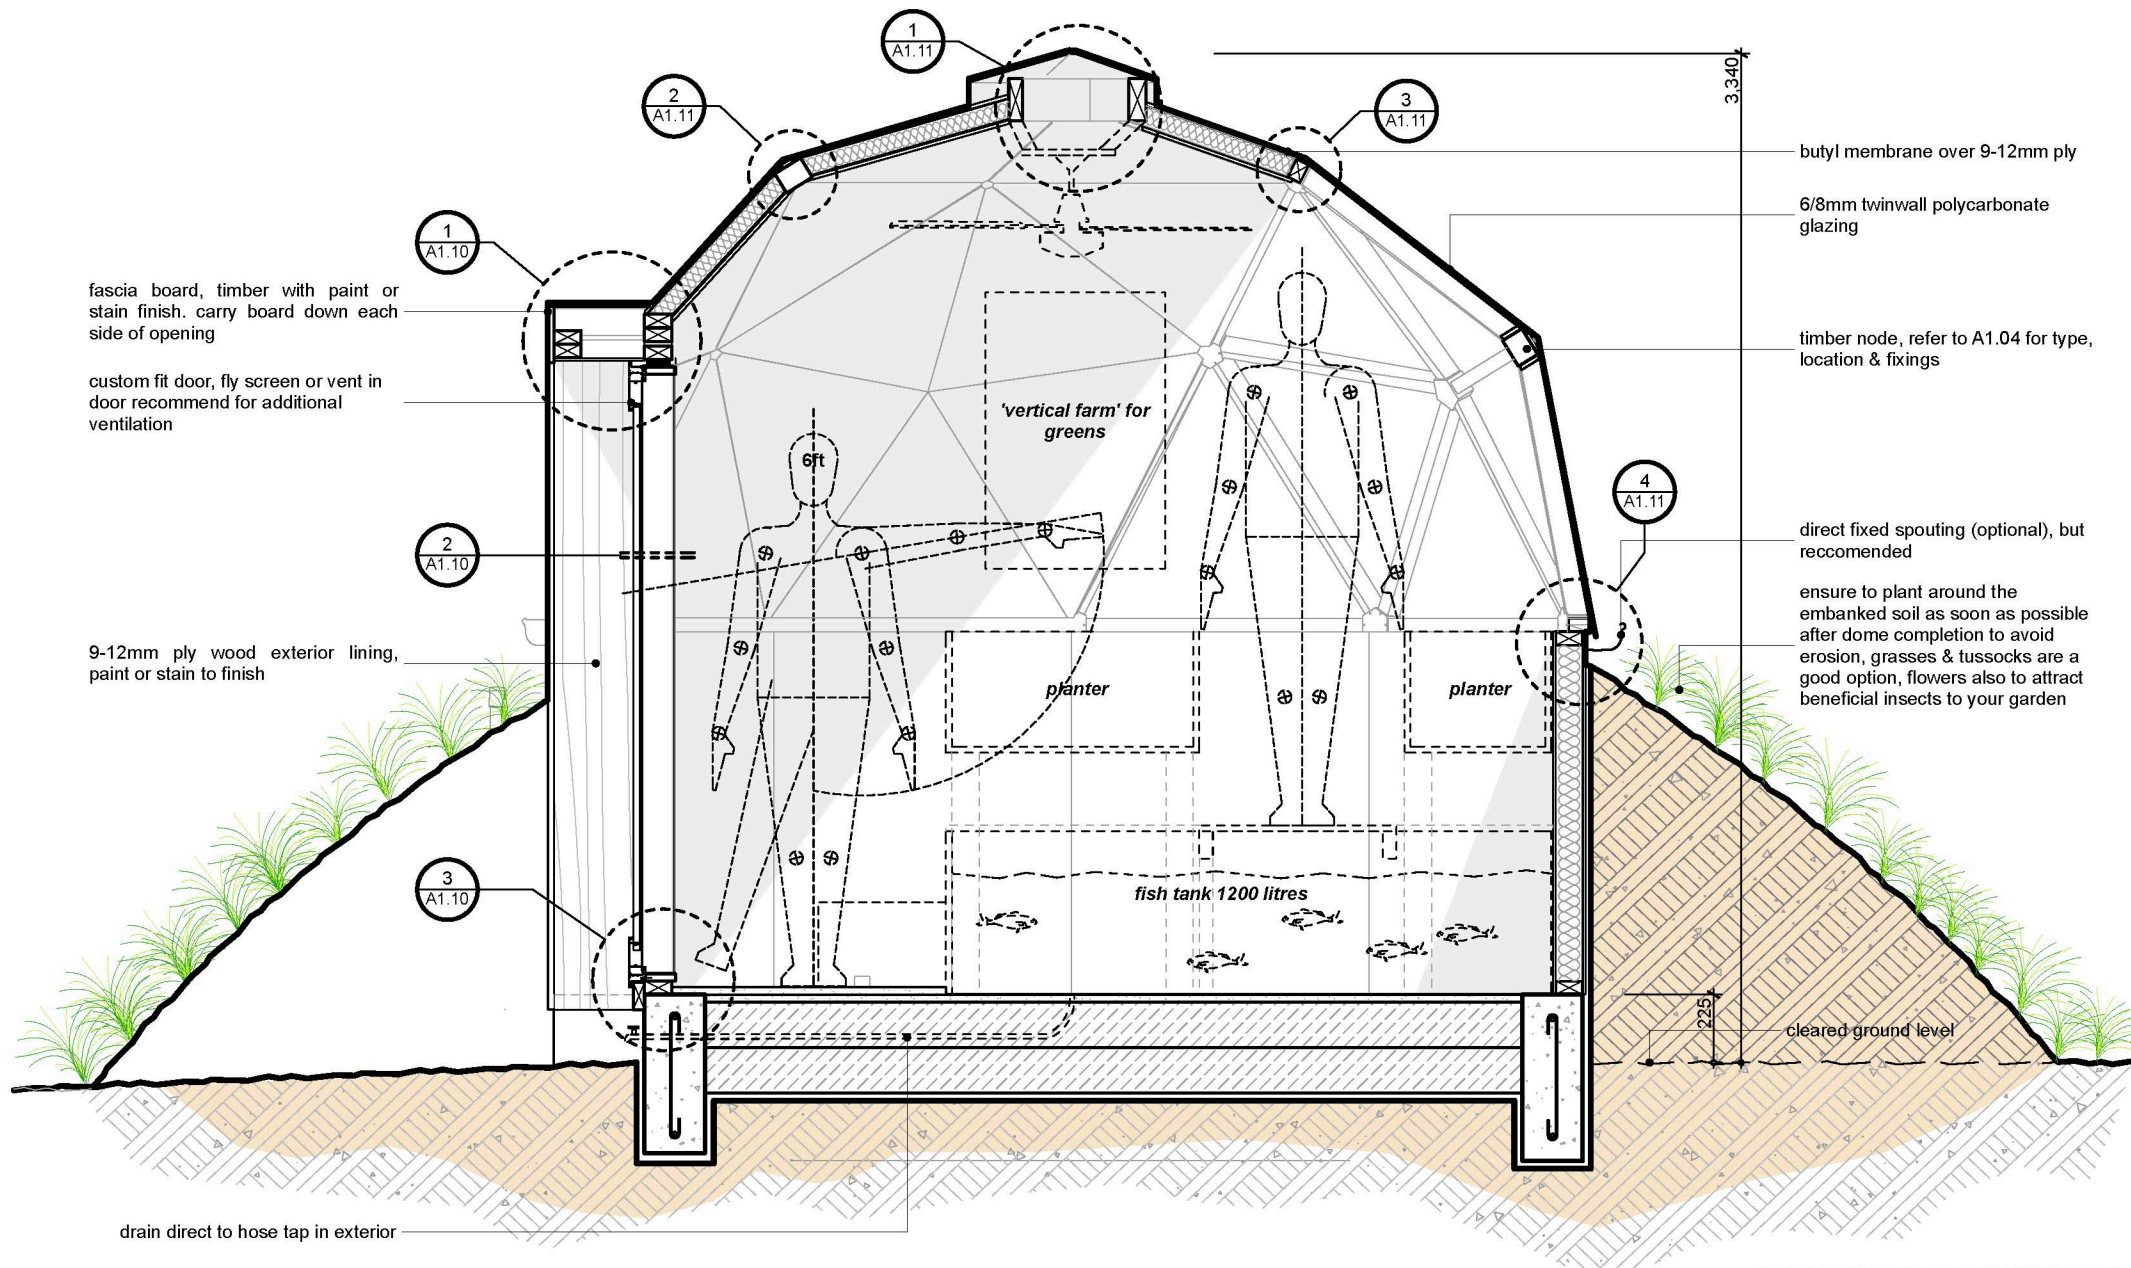 1
A1.11
2
A1.11
3
A1.11
3,340
butyl membrane over 9-12mm ply
6/8mm twinwall polycarbonate
glazing
1
A1.10
fascia board, timber with paint or
stain finish. carry board down each
side of opening
timber node, refer to A1.04 for type,
location & fixings
custom fit door, fly screen or vent in
door recommend for additional
ventilation
'vertical farm' for
greens
6ft
4
A1.11
direct fixed spouting (optional), but
reccomended
2
A1.10
ensure to plant around the
embanked soil as soon as possible
after dome completion to avoid
erosion, grasses & tussocks are a
good option, flowers also to attract
beneficial insects to your garden
9-12mm ply wood exterior lining,
paint or stain to finish
planter
planter
3
A1.10
fish tank 1200 litres
225
cleared ground level
drain direct to hose tap in exterior